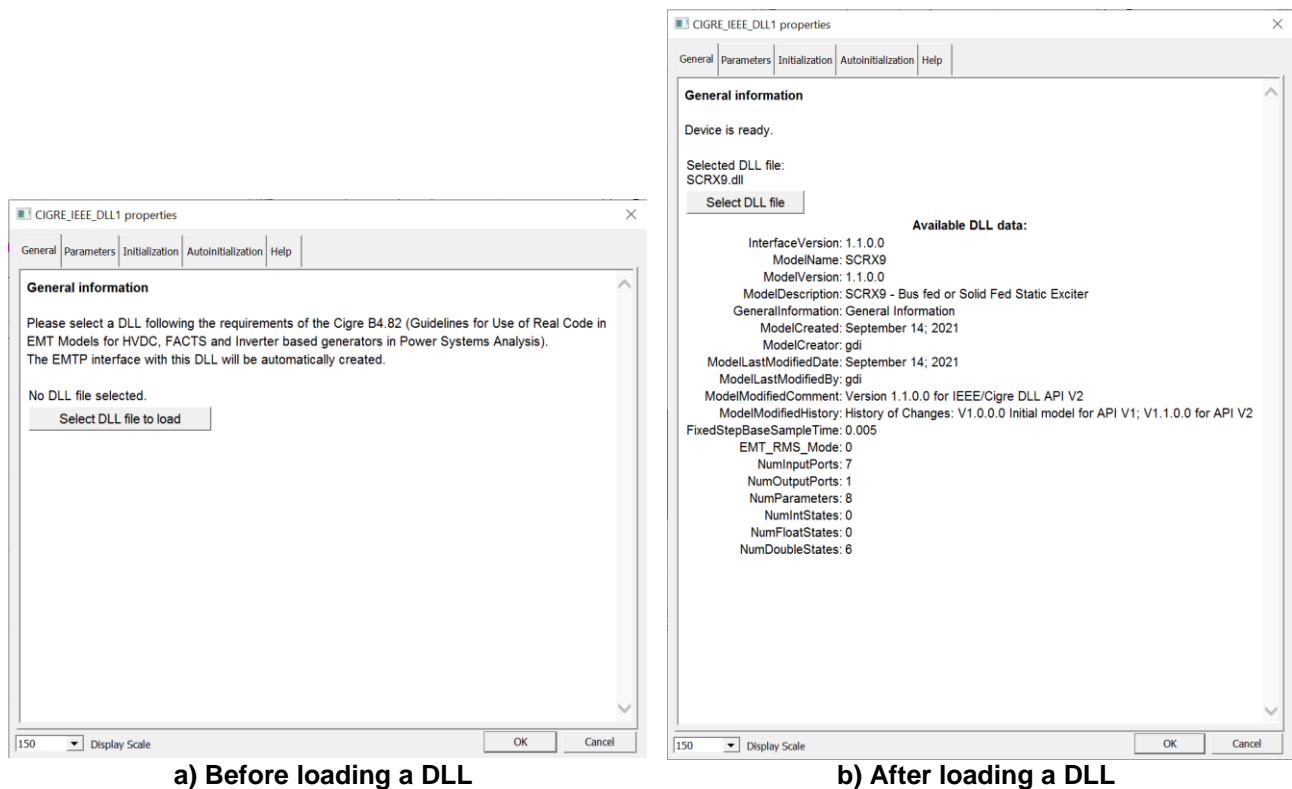 CIGRE_IEEE_DLL1 properties
General Parameters Initialization Autoinitialization Help
General information
Please select a DLL following the requirements of the Cigre B4.82 (Guidelines for Use of Real Code in
EMT Models for HVDC, FACTS and Inverter based generators in Power Systems Analysis).
The EMTP interface with this DLL will be automatically created.
No DLL file selected.
Select DLL file to load
150 Display Scale OK Cancel
a) Before loading a DLL
CIGRE_IEEE_DLL1 properties
General Parameters Initialization Autoinitialization Help
General information
Device is ready.
Selected DLL file:
SCRX9.dll
Select DLL file
Available DLL data:
InterfaceVersion: 1.1.0.0
ModelName: SCRX9
ModelVersion: 1.1.0.0
ModelDescription: SCRX9 - Bus fed or Solid Fed Static Exciter
GeneralInformation: General Information
ModelCreated: September 14; 2021
ModelCreator: gdi
ModelLastModifiedDate: September 14; 2021
ModelLastModifiedBy: gdi
ModelModifiedComment: Version 1.1.0.0 for IEEE/Cigre DLL API V2
ModelModifiedHistory: History of Changes: V1.0.0.0 Initial model for API V1; V1.1.0.0 for API V2
FixedStepBaseSampleTime: 0.005
EMT_RMS_Mode: 0
NumInputPorts: 7
NumOutputPorts: 1
NumParameters: 8
NumIntStates: 0
NumFloatStates: 0
NumDoubleStates: 6
150 Display Scale OK Cancel
b) After loading a DLL